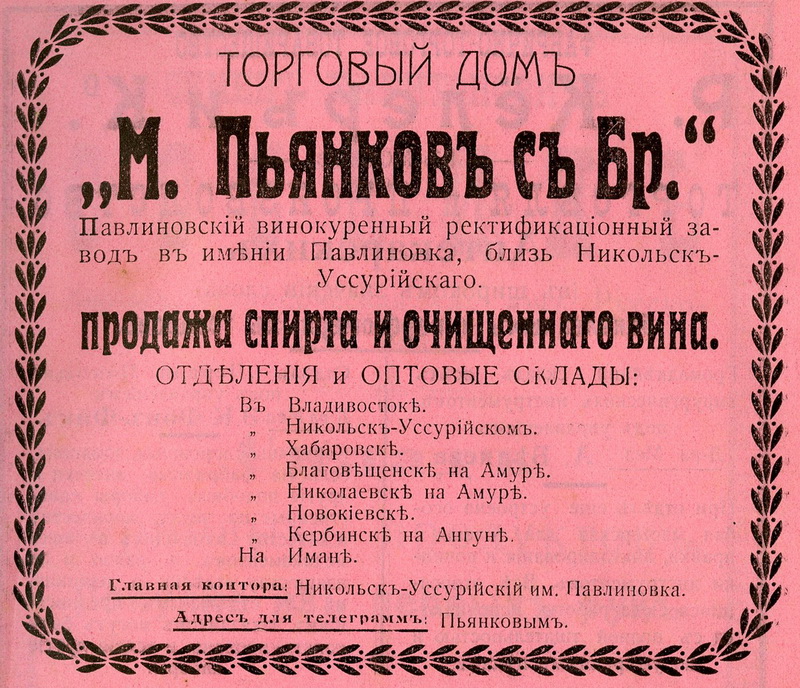 ТОРГОВЫЙ ДОМЪ
„М. Пьянковъ съ Бр.“
Павлиновскій винокуренный ректификаціонный за-
водъ въ имѣніи Павлиновка, близь Никольскъ-
Уссурійскаго.
продажа спирта и очищеннаго вина.
ОТДѢЛЕНІЯ и ОПТОВЫЕ СКЛАДЫ:
Въ Владивостокѣ.
„ Никольскъ-Уссурійскомъ.
„ Хабаровскѣ.
„ Благовѣщенскѣ на Амурѣ.
„ Николаевскѣ на Амурѣ.
„ Новокіевскѣ.
„ Кербинскѣ на Ангунѣ.
На Иманѣ.
Главная контора: Никольскъ-Уссурійскій им. Павлиновка.
Адресъ для телеграммъ: Пьянковымъ.